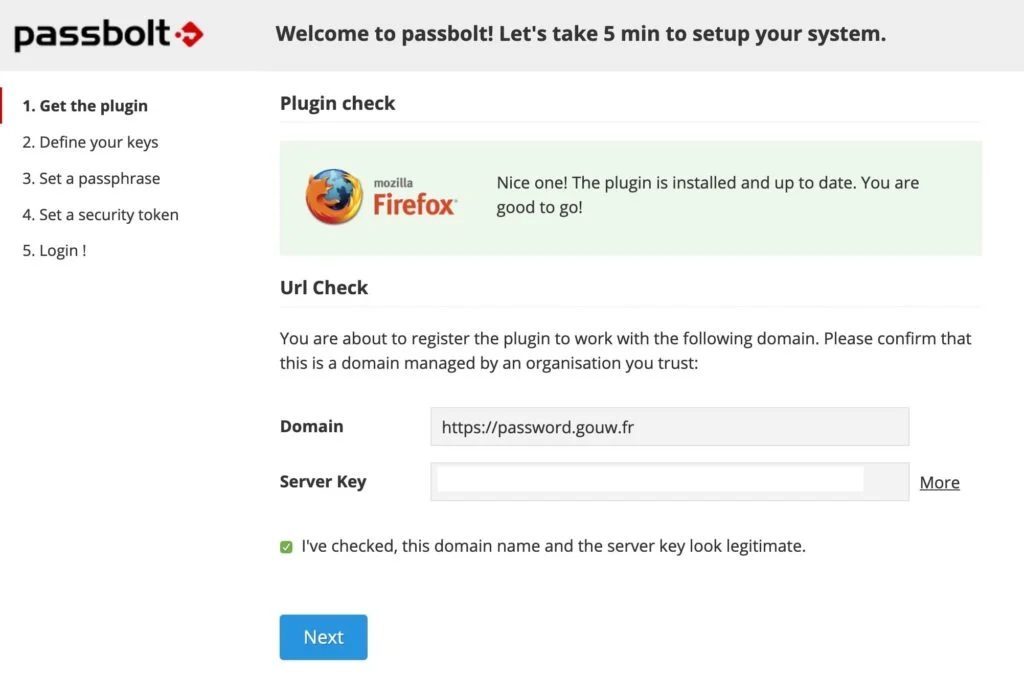 passbolt
Welcome to passbolt! Let's take 5 min to setup your system.
1. Get the plugin
2. Define your keys
3. Set a passphrase
4. Set a security token
5. Login !
Plugin check
mozilla
Firefox
Nice one! The plugin is installed and up to date. You are
good to go!
Url Check
You are about to register the plugin to work with the following domain. Please confirm that
this is a domain managed by an organisation you trust:
Domain
https://password.gouw.fr
Server Key
More
I've checked, this domain name and the server key look legitimate.
Next